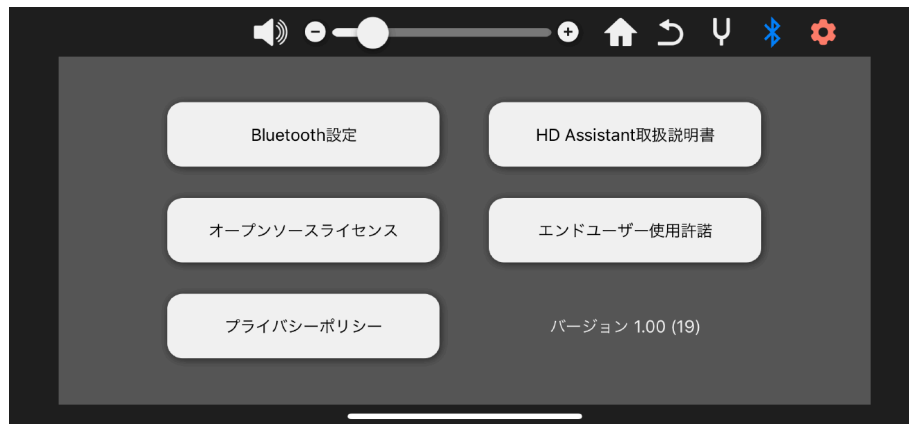 Bluetooth設定
HD Assistant取扱説明書
オープンソースライセンス
エンドユーザー使用許諾
プライバシーポリシー
バージョン 1.00 (19)